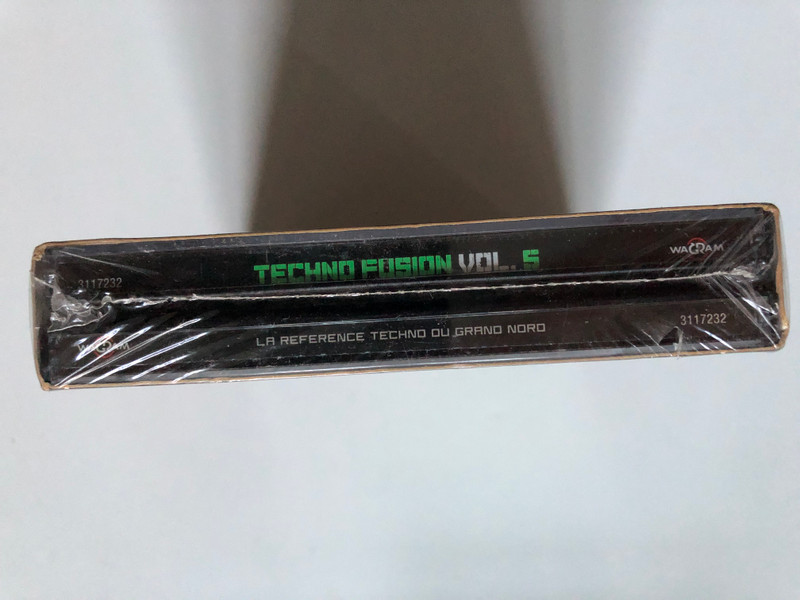 3117232 TECHNO FUSION VOL. 5 WAGRAM
WAGRAM LA REFERENCE TECHNO DU GRAND NORD 3117232